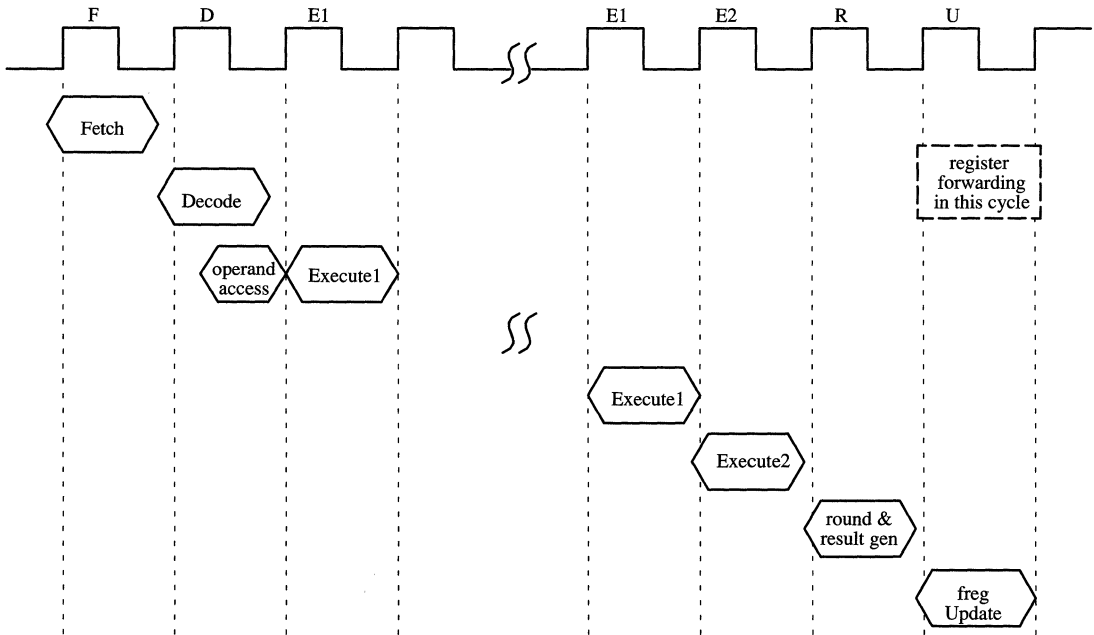 F D E1 E1 E2 R U
Fetch
register
forwarding
in this cycle
Decode
operand
access
Execute1
Execute1
Execute2
round &
result gen
freg
Update